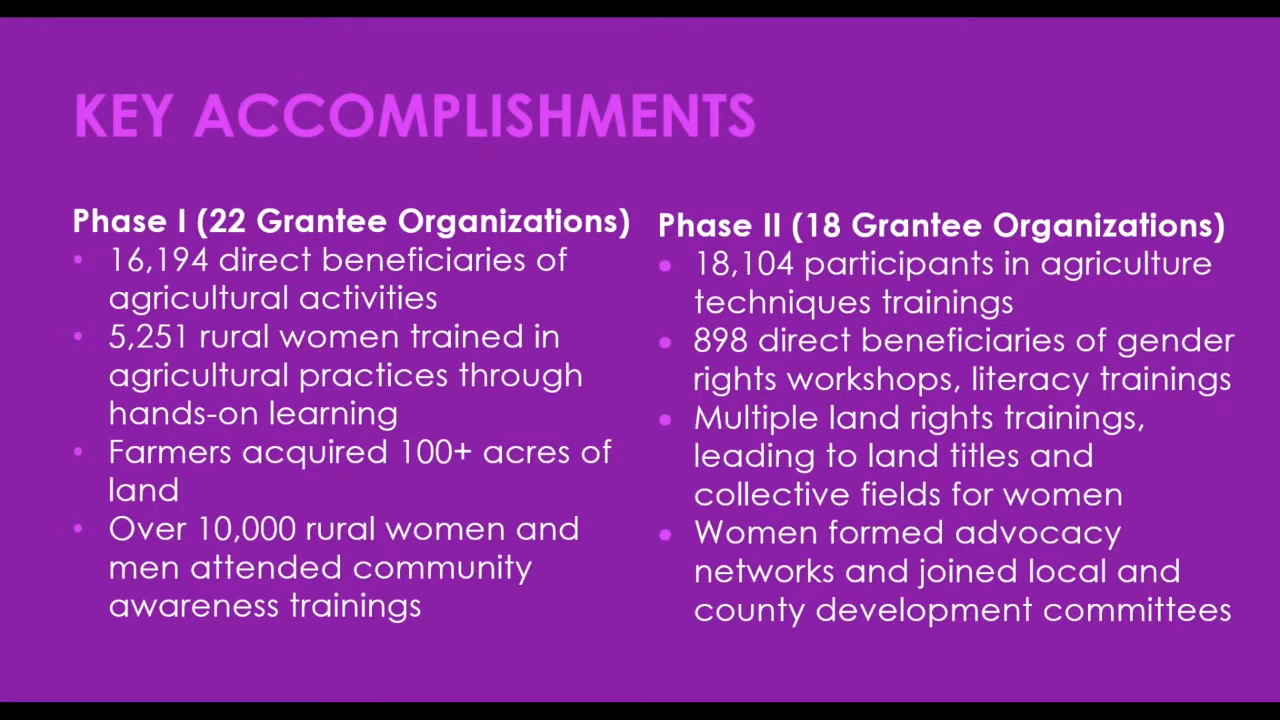 KEY ACCOMPLISHMENTS
Phase I (22 Grantee Organizations)
• 16,194 direct beneficiaries of
agricultural activities
• 5,251 rural women trained in
agricultural practices through
hands-on learning
• Farmers acquired 100+ acres of
land
• Over 10,000 rural women and
men attended community
awareness trainings
Phase II (18 Grantee Organizations)
• 18,104 participants in agriculture
techniques trainings
• 898 direct beneficiaries of gender
rights workshops, literacy trainings
• Multiple land rights trainings,
leading to land titles and
collective fields for women
• Women formed advocacy
networks and joined local and
county development committees